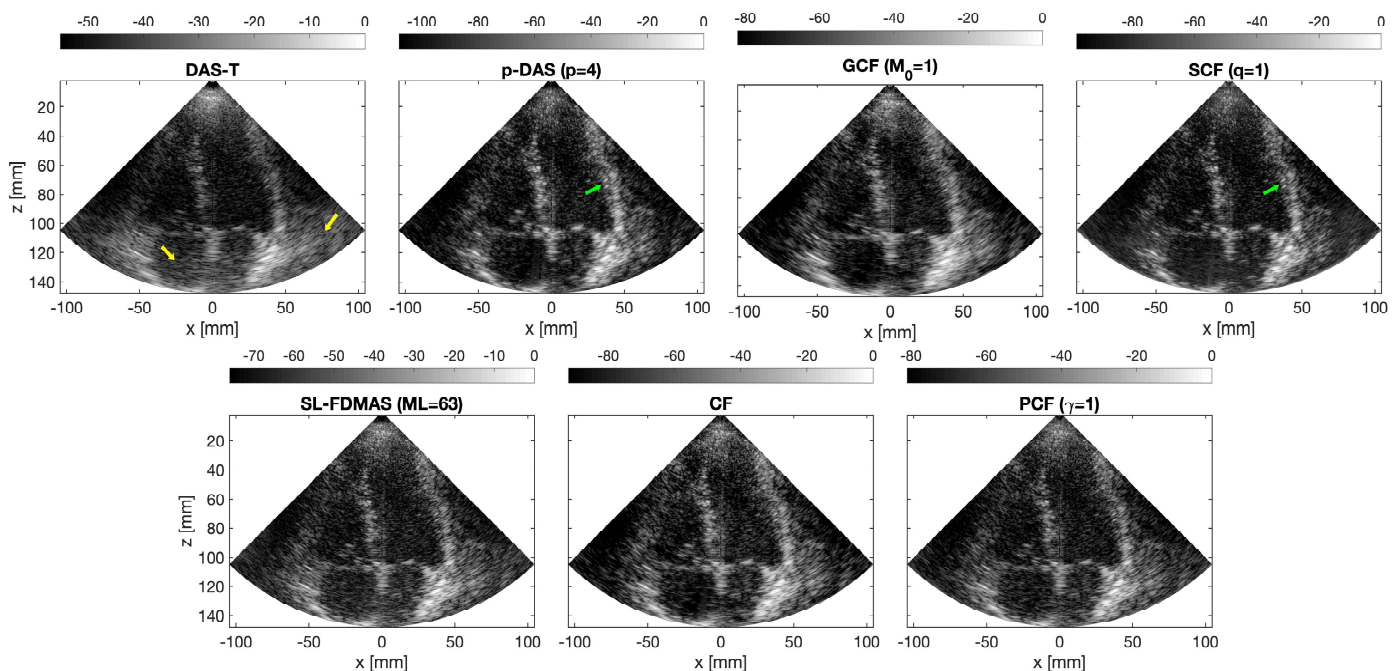 -50 -40 -30 -20 -10 0
-100 -80 -60 -40 -20 0
-80 -60 -40 -20 0
-80 -60 -40 -20 0
DAS-T
p-DAS (p=4)
GCF (M0=1)
SCF (q=1)
z [mm]
20
40
60
80
100
120
140
-100 -50 0 50 100
-100 -50 0 50 100
-100 -50 0 50 100
-100 -50 0 50 100
x [mm]
x [mm]
x [mm]
x [mm]
-70 -60 -50 -40 -30 -20 -10 0
-80 -60 -40 -20 0
-80 -60 -40 -20 0
SL-FDMAS (ML=63)
CF
PCF (γ=1)
z [mm]
20
40
60
80
100
120
140
-100 -50 0 50 100
-100 -50 0 50 100
-100 -50 0 50 100
x [mm]
x [mm]
x [mm]